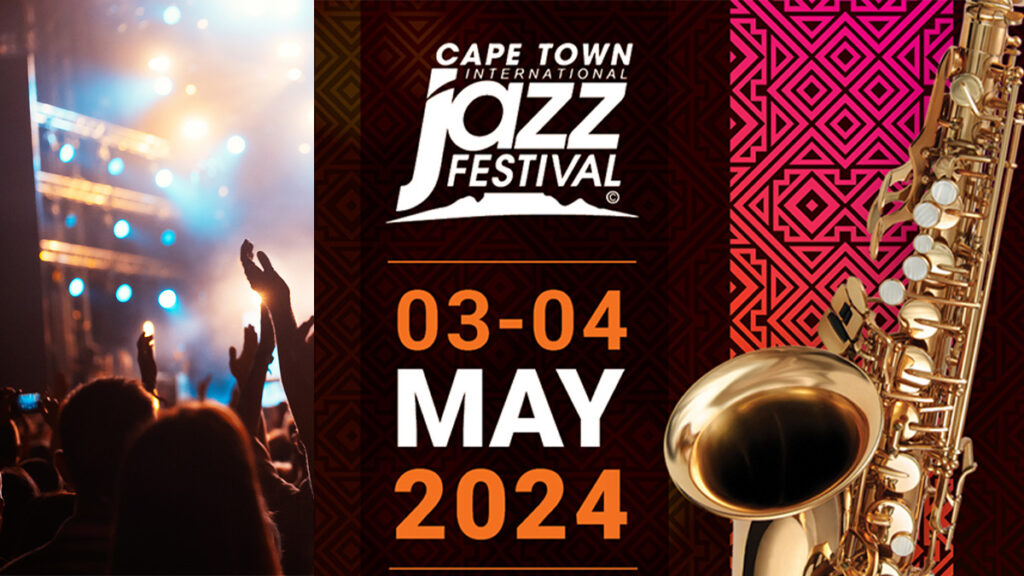 CAPE TOWN
INTERNATIONAL
jazz
FESTIVAL
©
03-04
MAY
2024